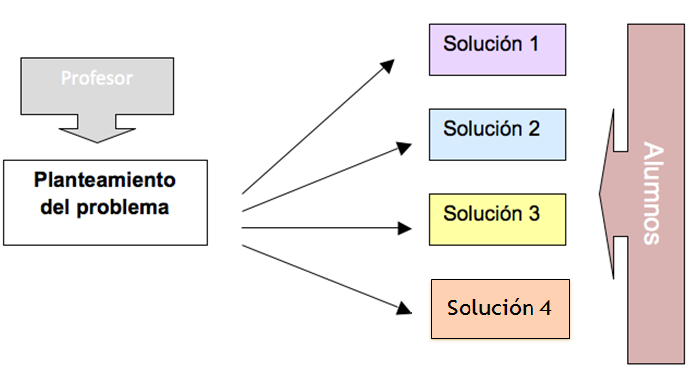 Profesor
Planteamiento
del problema
Solución 1
Solución 2
Solución 3
Solución 4
Alumnos